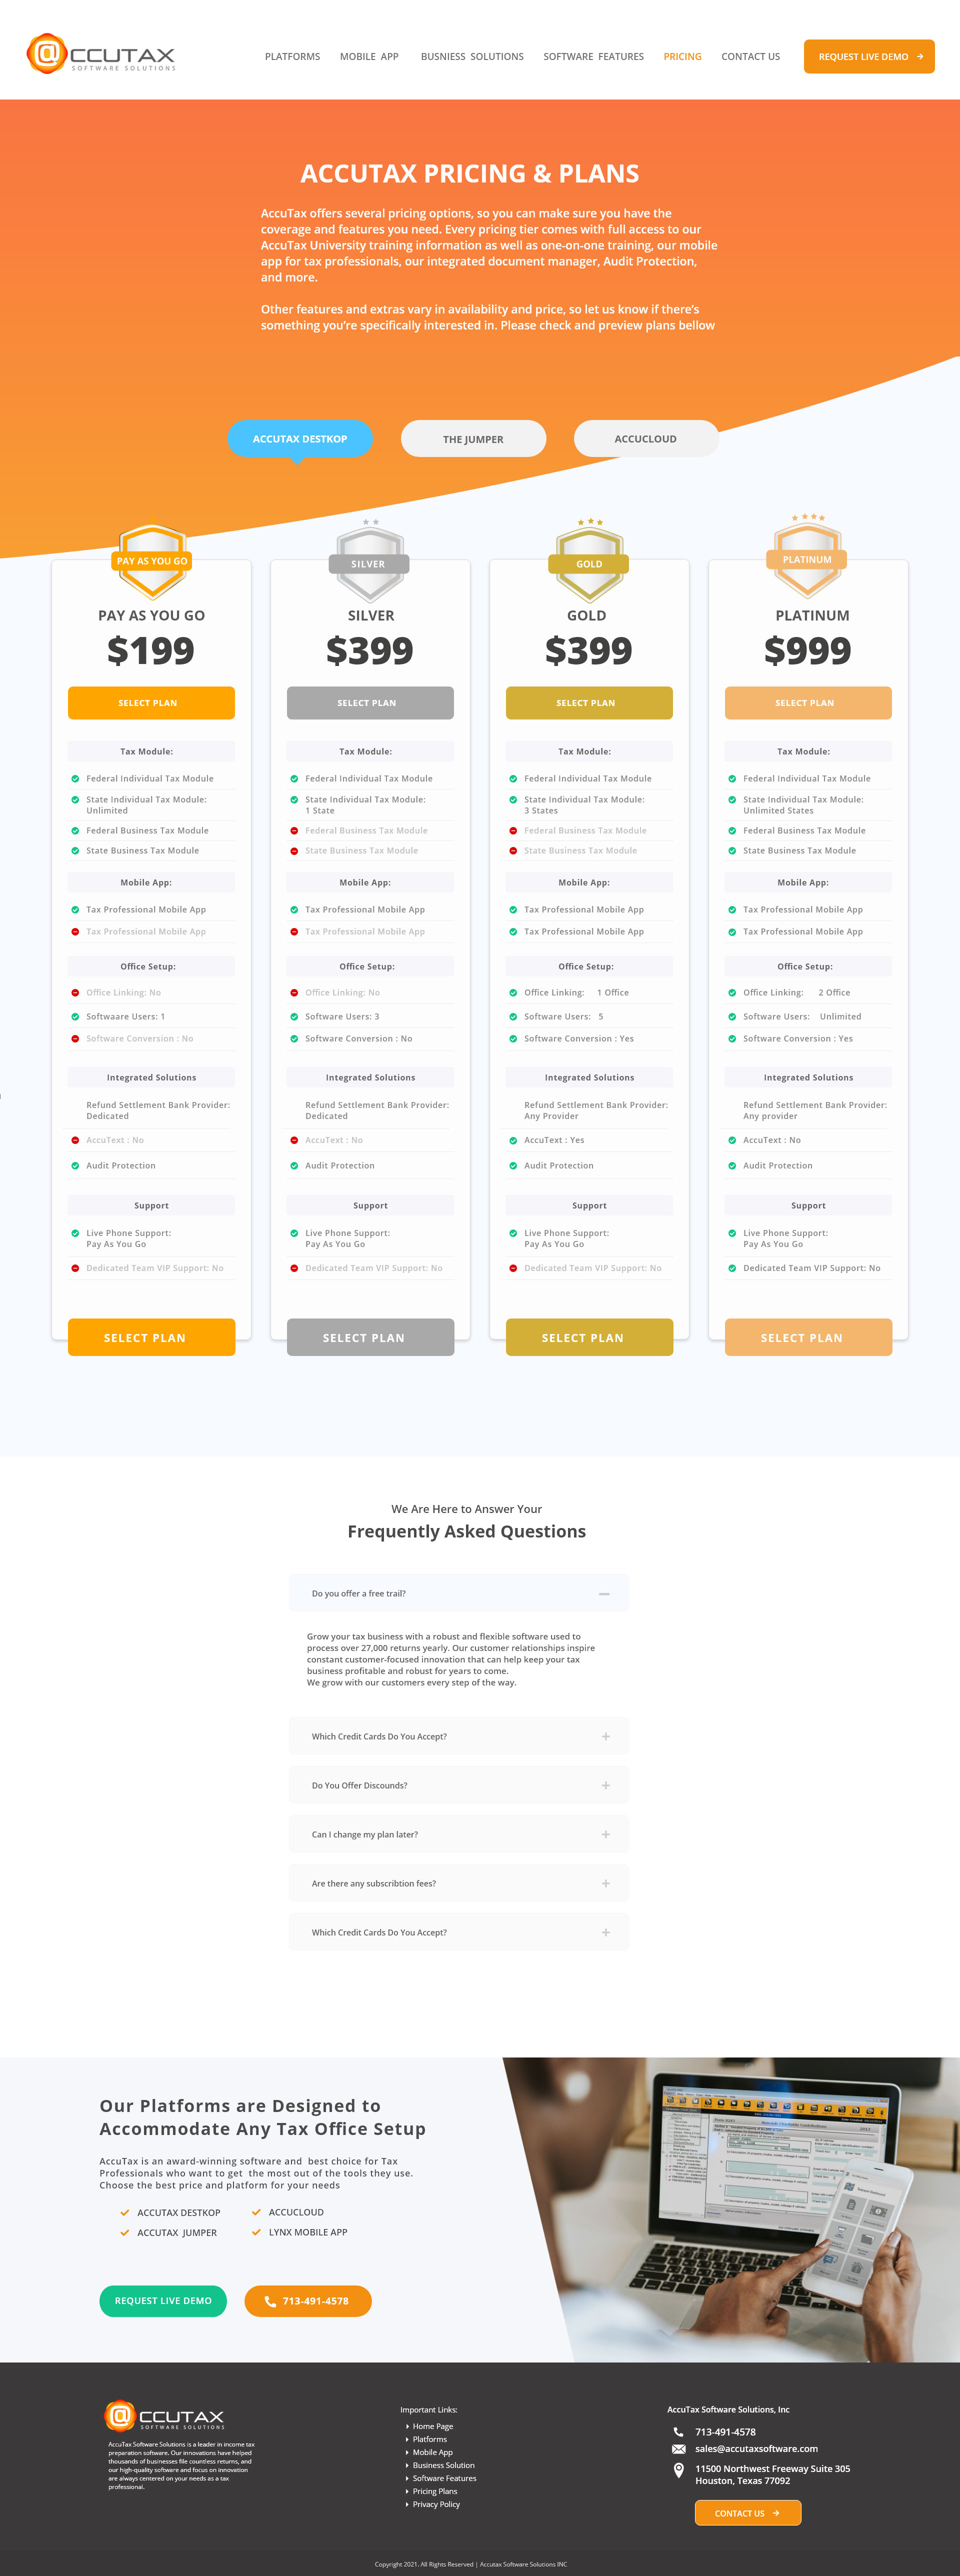 @CCUTAX
SOFTWARE SOLUTIONS
PLATFORMS
MOBILE APP
BUSNIESS SOLUTIONS
SOFTWARE FEATURES
PRICING
CONTACT US
REQUEST LIVE DEMO
ACCUTAX PRICING & PLANS
AccuTax offers several pricing options, so you can make sure you have the
coverage and features you need. Every pricing tier comes with full access to our
AccuTax University training information as well as one-on-one training, our mobile
app for tax professionals, our integrated document manager, Audit Protection,
and more.
Other features and extras vary in availability and price, so let us know if there's
something you're specifically interested in. Please check and preview plans bellow
ACCUTAX DESTKOP
THE JUMPER
ACCUCLOUD
PAY AS YOU GO
PAY AS YOU GO
$199
SELECT PLAN
Tax Module:
Federal Individual Tax Module
State Individual Tax Module:
Unlimited
Federal Business Tax Module
State Business Tax Module
Mobile App:
Tax Professional Mobile App
Tax Professional Mobile App
Office Setup:
Office Linking: No
Softwaare Users: 1
Software Conversion : No
Integrated Solutions
Refund Settlement Bank Provider:
Dedicated
AccuText : No
Audit Protection
Support
Live Phone Support:
Pay As You Go
Dedicated Team VIP Support: No
SELECT PLAN
SILVER
SILVER
$399
SELECT PLAN
Tax Module:
Federal Individual Tax Module
State Individual Tax Module:
1 State
Federal Business Tax Module
State Business Tax Module
Mobile App:
Tax Professional Mobile App
Tax Professional Mobile App
Office Setup:
Office Linking: No
Software Users: 3
Software Conversion : No
Integrated Solutions
Refund Settlement Bank Provider:
Dedicated
AccuText : No
Audit Protection
Support
Live Phone Support:
Pay As You Go
Dedicated Team VIP Support: No
SELECT PLAN
GOLD
GOLD
$399
SELECT PLAN
Tax Module:
Federal Individual Tax Module
State Individual Tax Module:
3 States
Federal Business Tax Module
State Business Tax Module
Mobile App:
Tax Professional Mobile App
Tax Professional Mobile App
Office Setup:
Office Linking: 1 Office
Software Users: 5
Software Conversion : Yes
Integrated Solutions
Refund Settlement Bank Provider:
Any Provider
AccuText : Yes
Audit Protection
Support
Live Phone Support:
Pay As You Go
Dedicated Team VIP Support: No
SELECT PLAN
PLATINUM
PLATINUM
$999
SELECT PLAN
Tax Module:
Federal Individual Tax Module
State Individual Tax Module:
Unlimited States
Federal Business Tax Module
State Business Tax Module
Mobile App:
Tax Professional Mobile App
Tax Professional Mobile App
Office Setup:
Office Linking: 2 Office
Software Users: Unlimited
Software Conversion : Yes
Integrated Solutions
Refund Settlement Bank Provider:
Any provider
AccuText : No
Audit Protection
Support
Live Phone Support:
Pay As You Go
Dedicated Team VIP Support: No
SELECT PLAN
We Are Here to Answer Your
Frequently Asked Questions
Do you offer a free trail?
Grow your tax business with a robust and flexible software used to
process over 27,000 returns yearly. Our customer relationships inspire
constant customer-focused innovation that can help keep your tax
business profitable and robust for years to come.
We grow with our customers every step of the way.
Which Credit Cards Do You Accept?
Do You Offer Discounds?
Can I change my plan later?
Are there any subscribtion fees?
Which Credit Cards Do You Accept?
Our Platforms are Designed to
Accommodate Any Tax Office Setup
AccuTax is an award-winning software and best choice for Tax
Professionals who want to get the most out of the tools they use.
Choose the best price and platform for your needs
ACCUTAX DESTKOP
ACCUCLOUD
ACCUTAX JUMPER
LYNX MOBILE APP
REQUEST LIVE DEMO
713-491-4578
@CCUTAX
SOFTWARE SOLUTIONS
AccuTax Software Solutions is a leader in income tax
preparation software. Our innovations have helped
thousands of businesses file countless returns, and
our high-quality software and focus on innovation
are always centered on your needs as a tax
professional.
Important Links:
Home Page
Platforms
Mobile App
Business Solution
Software Features
Pricing Plans
Privacy Policy
AccuTax Software Solutions, Inc
713-491-4578
sales@accutaxsoftware.com
11500 Northwest Freeway Suite 305
Houston, Texas 77092
CONTACT US
Copyright 2021. All Rights Reserved | Accutax Software Solutions INC